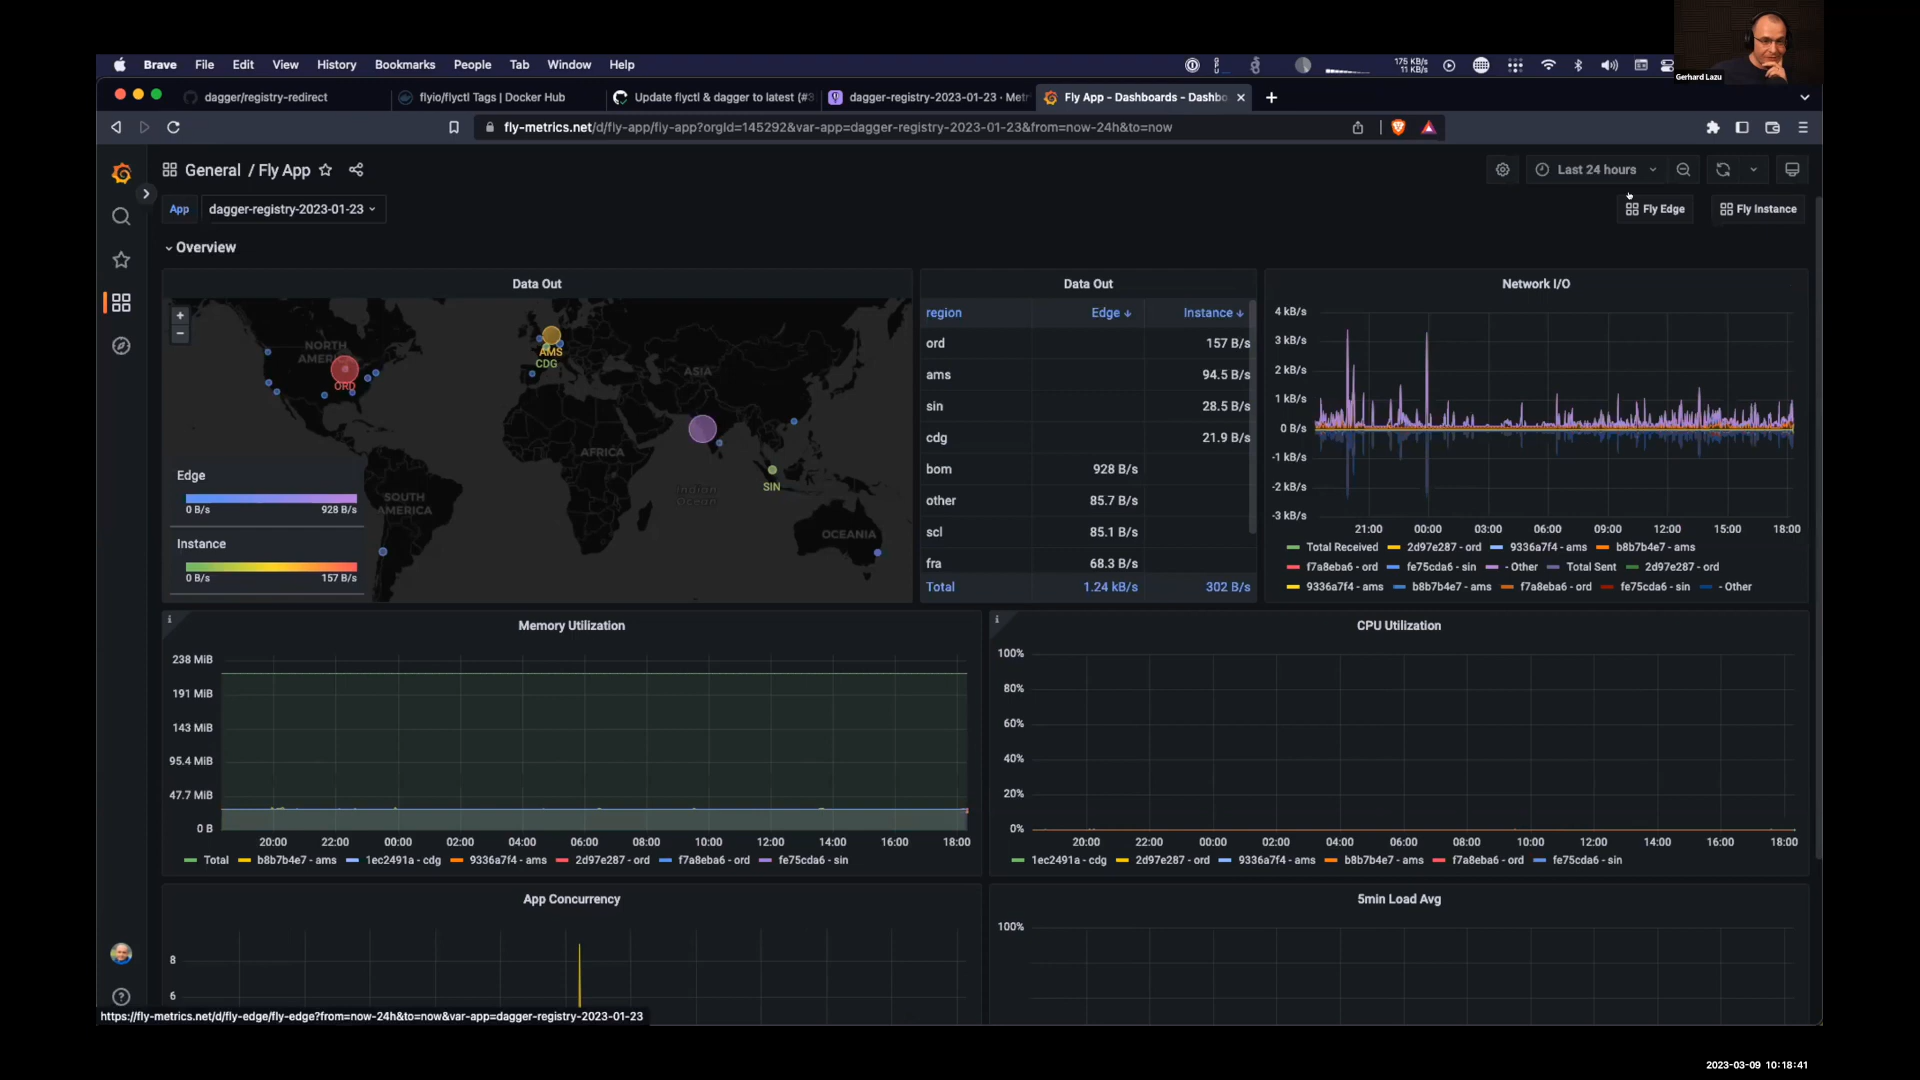 Gerhard Lazu
Brave File Edit View History Bookmarks People Tab Window Help
175 KB/s
11 KB/s
dagger/registry-redirect
flyio/flyctl Tags | Docker Hub
Update flyctl & dagger to latest (#3
dagger-registry-2023-01-23 · Met
Fly App - Dashboards - Dashbo
fly-metrics.net/d/fly-app/fly-app?orgId=145292&var-app=dagger-registry-2023-01-23&from=now-24h&to=now
General / Fly App
Last 24 hours
App dagger-registry-2023-01-23
Fly Edge
Fly Instance
Overview
Data Out
+
-
NORTH AMERICA
ORD
AMS
CDG
ASIA
AFRICA
SIN
Indian Ocean
SOUTH AMERICA
OCEANIA
Edge
0 B/s 928 B/s
Instance
0 B/s 157 B/s
Data Out
region Edge Instance
ord 157 B/s
ams 94.5 B/s
sin 28.5 B/s
cdg 21.9 B/s
bom 928 B/s
other 85.7 B/s
scl 85.1 B/s
fra 68.3 B/s
Total 1.24 kB/s 302 B/s
Network I/O
4 kB/s
3 kB/s
2 kB/s
1 kB/s
0 B/s
-1 kB/s
-2 kB/s
-3 kB/s
21:00 00:00 03:00 06:00 09:00 12:00 15:00 18:00
Total Received 2d97e287 - ord 9336a7f4 - ams b8b7b4e7 - ams
f7a8eba6 - ord fe75cda6 - sin - Other Total Sent 2d97e287 - ord
9336a7f4 - ams b8b7b4e7 - ams f7a8eba6 - ord fe75cda6 - sin - Other
Memory Utilization
238 MiB
191 MiB
143 MiB
95.4 MiB
47.7 MiB
0 B
20:00 22:00 00:00 02:00 04:00 06:00 08:00 10:00 12:00 14:00 16:00 18:00
Total b8b7b4e7 - ams 1ec2491a - cdg 9336a7f4 - ams 2d97e287 - ord f7a8eba6 - ord fe75cda6 - sin
CPU Utilization
100%
80%
60%
40%
20%
0%
20:00 22:00 00:00 02:00 04:00 06:00 08:00 10:00 12:00 14:00 16:00 18:00
1ec2491a - cdg 2d97e287 - ord 9336a7f4 - ams b8b7b4e7 - ams f7a8eba6 - ord fe75cda6 - sin
App Concurrency
8
6
5min Load Avg
100%
https://fly-metrics.net/d/fly-edge/fly-edge?from=now-24h&to=now&var-app=dagger-registry-2023-01-23
2023-03-09 10:18:41